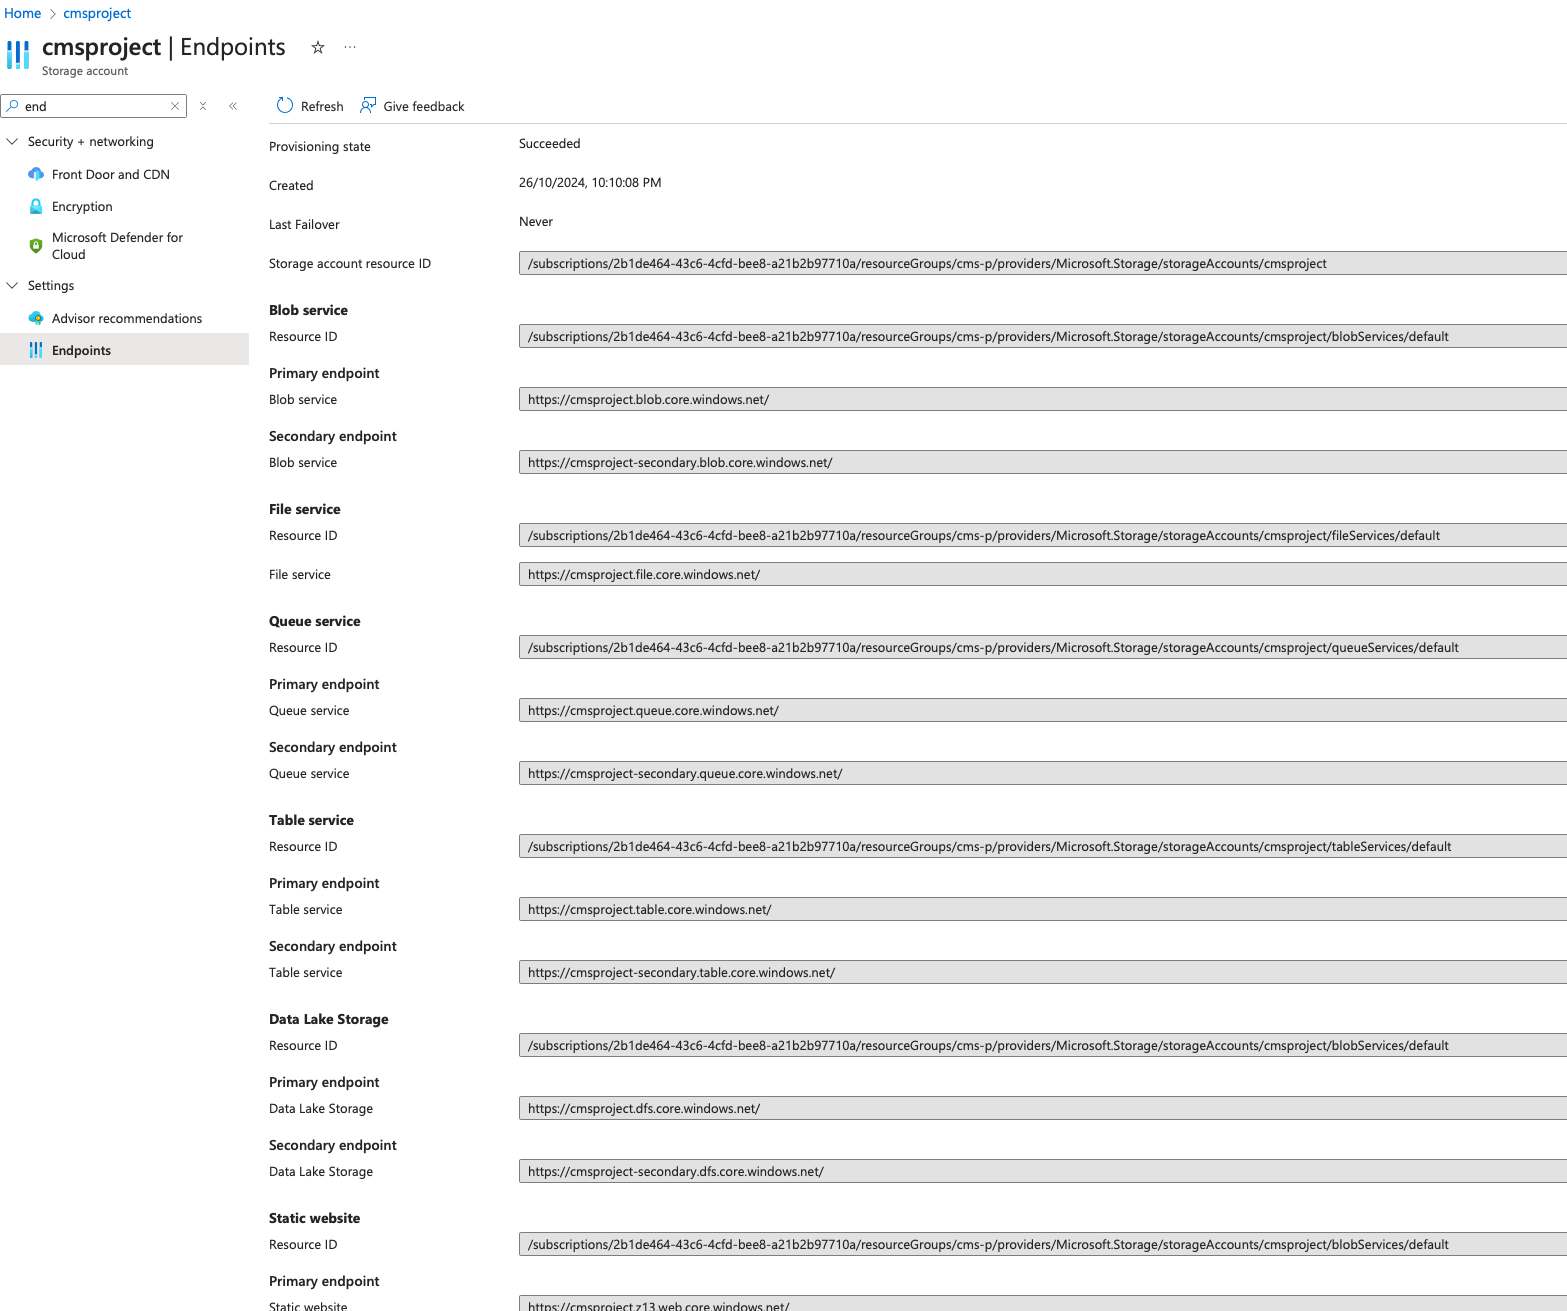 Home > cmsproject
cmsproject | Endpoints
Storage account
end
Refresh
Give feedback
Security + networking
Front Door and CDN
Encryption
Microsoft Defender for
Cloud
Settings
Advisor recommendations
Endpoints
Provisioning state Succeeded
Created 26/10/2024, 10:10:08 PM
Last Failover Never
Storage account resource ID /subscriptions/2b1de464-43c6-4cfd-bee8-a21b2b97710a/resourceGroups/cms-p/providers/Microsoft.Storage/storageAccounts/cmsproject
Blob service
Resource ID /subscriptions/2b1de464-43c6-4cfd-bee8-a21b2b97710a/resourceGroups/cms-p/providers/Microsoft.Storage/storageAccounts/cmsproject/blobServices/default
Primary endpoint
Blob service https://cmsproject.blob.core.windows.net/
Secondary endpoint
Blob service https://cmsproject-secondary.blob.core.windows.net/
File service
Resource ID /subscriptions/2b1de464-43c6-4cfd-bee8-a21b2b97710a/resourceGroups/cms-p/providers/Microsoft.Storage/storageAccounts/cmsproject/fileServices/default
File service https://cmsproject.file.core.windows.net/
Queue service
Resource ID /subscriptions/2b1de464-43c6-4cfd-bee8-a21b2b97710a/resourceGroups/cms-p/providers/Microsoft.Storage/storageAccounts/cmsproject/queueServices/default
Primary endpoint
Queue service https://cmsproject.queue.core.windows.net/
Secondary endpoint
Queue service https://cmsproject-secondary.queue.core.windows.net/
Table service
Resource ID /subscriptions/2b1de464-43c6-4cfd-bee8-a21b2b97710a/resourceGroups/cms-p/providers/Microsoft.Storage/storageAccounts/cmsproject/tableServices/default
Primary endpoint
Table service https://cmsproject.table.core.windows.net/
Secondary endpoint
Table service https://cmsproject-secondary.table.core.windows.net/
Data Lake Storage
Resource ID /subscriptions/2b1de464-43c6-4cfd-bee8-a21b2b97710a/resourceGroups/cms-p/providers/Microsoft.Storage/storageAccounts/cmsproject/blobServices/default
Primary endpoint
Data Lake Storage https://cmsproject.dfs.core.windows.net/
Secondary endpoint
Data Lake Storage https://cmsproject-secondary.dfs.core.windows.net/
Static website
Resource ID /subscriptions/2b1de464-43c6-4cfd-bee8-a21b2b97710a/resourceGroups/cms-p/providers/Microsoft.Storage/storageAccounts/cmsproject/blobServices/default
Primary endpoint
Static website https://cmsproject.z13.web.core.windows.net/